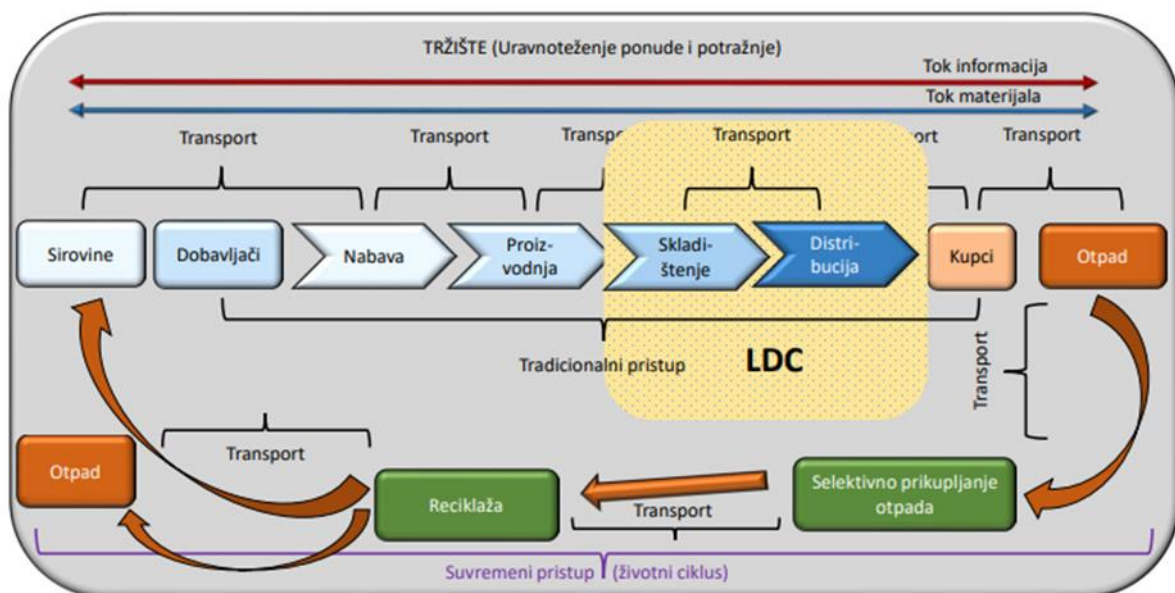 TRŽIŠTE (Uravnoteženje ponude i potražnje)
Tok informacija
Tok materijala
Transport
Transport
Transport
Transport
Transport
Sirovine
Dobavljači
Nabava
Proiz-
vodnja
Skladi-
štenje
Distri-
bucija
Kupci
Otpad
Tradicionalni pristup
LDC
Transport
Otpad
Transport
Reciklaža
Transport
Selektivno prikupljanje
otpada
Suvremeni pristup (životni ciklus)